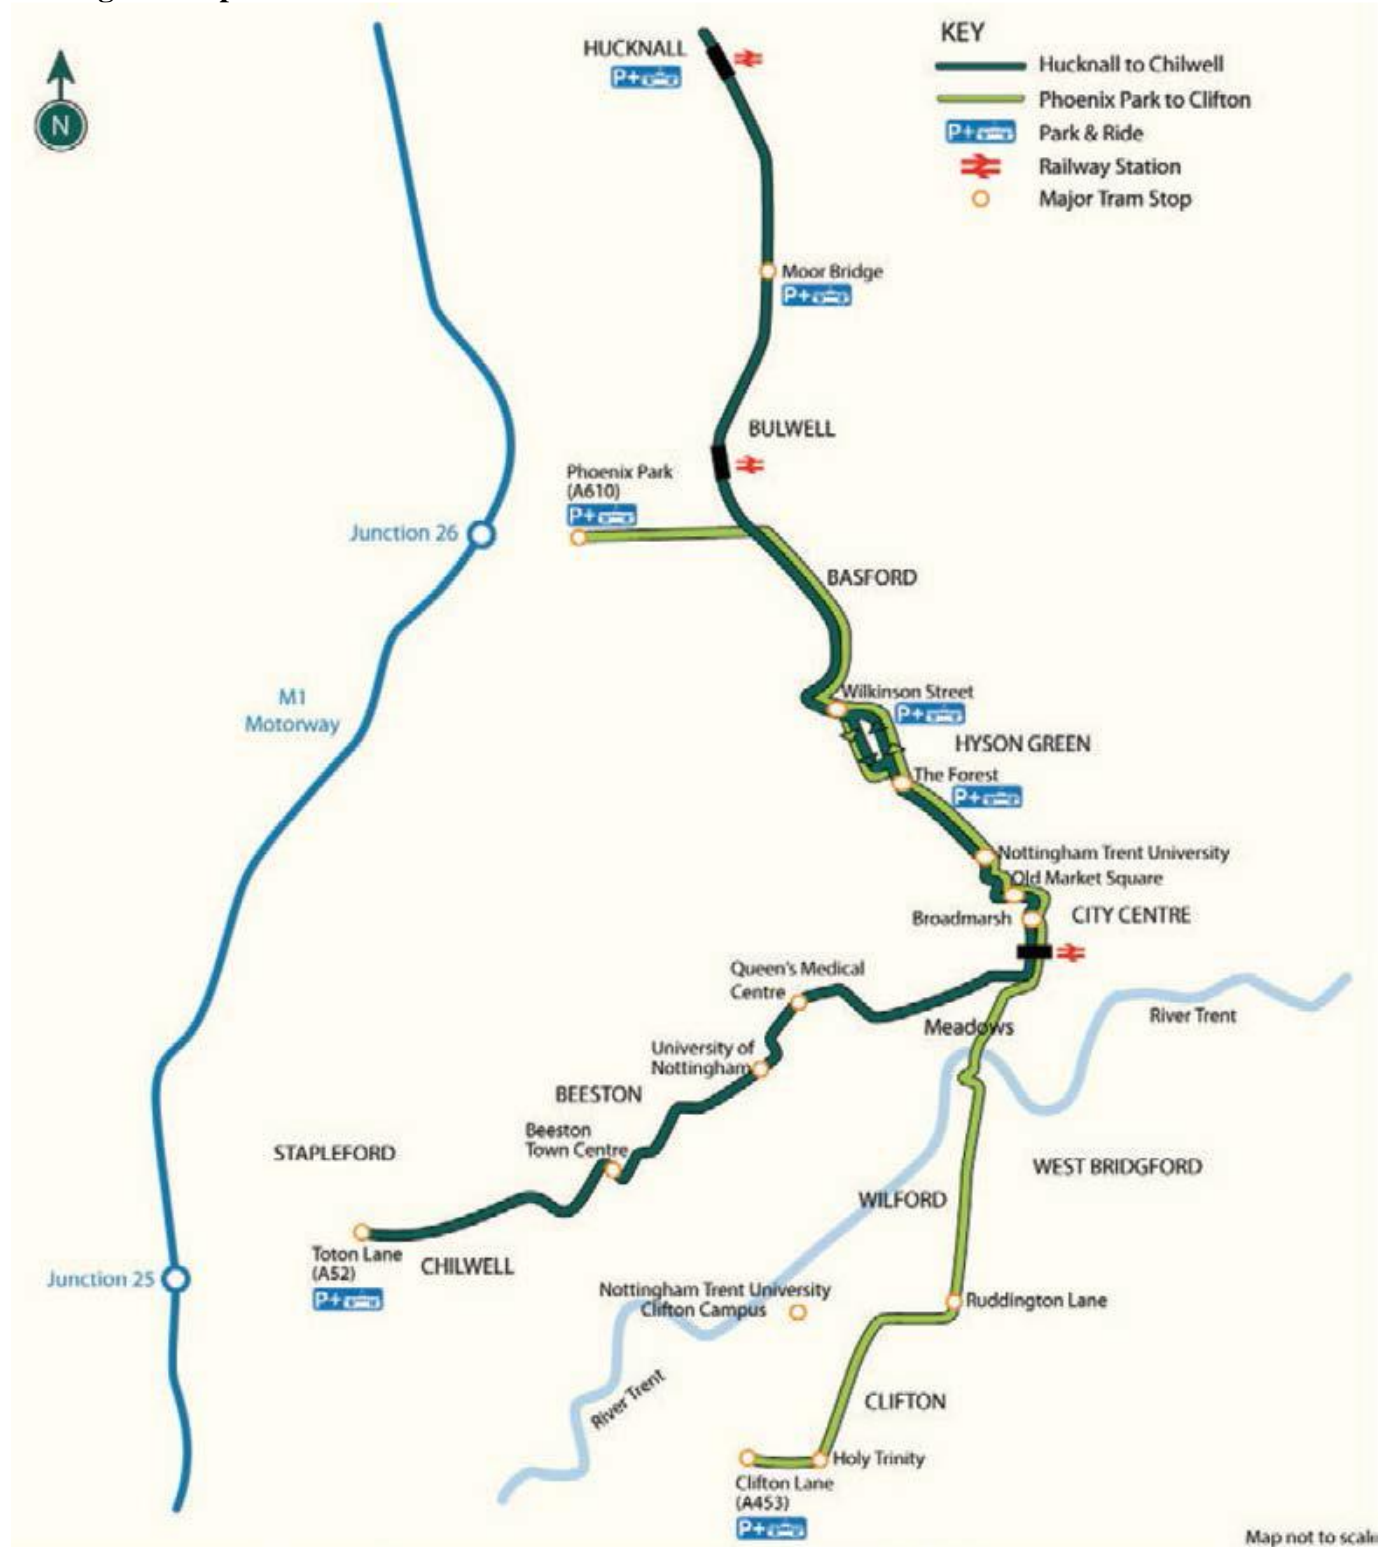 N
HUCKNALL
P+
KEY
Hucknall to Chilwell
Phoenix Park to Clifton
P+
Park & Ride
Railway Station
Major Tram Stop
Moor Bridge
P+
BULWELL
Phoenix Park
(A610)
P+
Junction 26
BASFORD
M1
Motorway
Wilkinson Street
P+
HYSON GREEN
The Forest
P+
Nottingham Trent University
Old Market Square
Broadmarsh
CITY CENTRE
Queen's Medical
Centre
River Trent
Meadows
University of
Nottingham
BEESTON
Beeston
Town Centre
STAPLEFORD
WEST BRIDGFORD
WILFORD
Toton Lane
(A52)
P+
CHILWELL
Junction 25
Nottingham Trent University
Clifton Campus
Ruddington Lane
River Trent
CLIFTON
Holy Trinity
Clifton Lane
(A453)
P+
Map not to scale